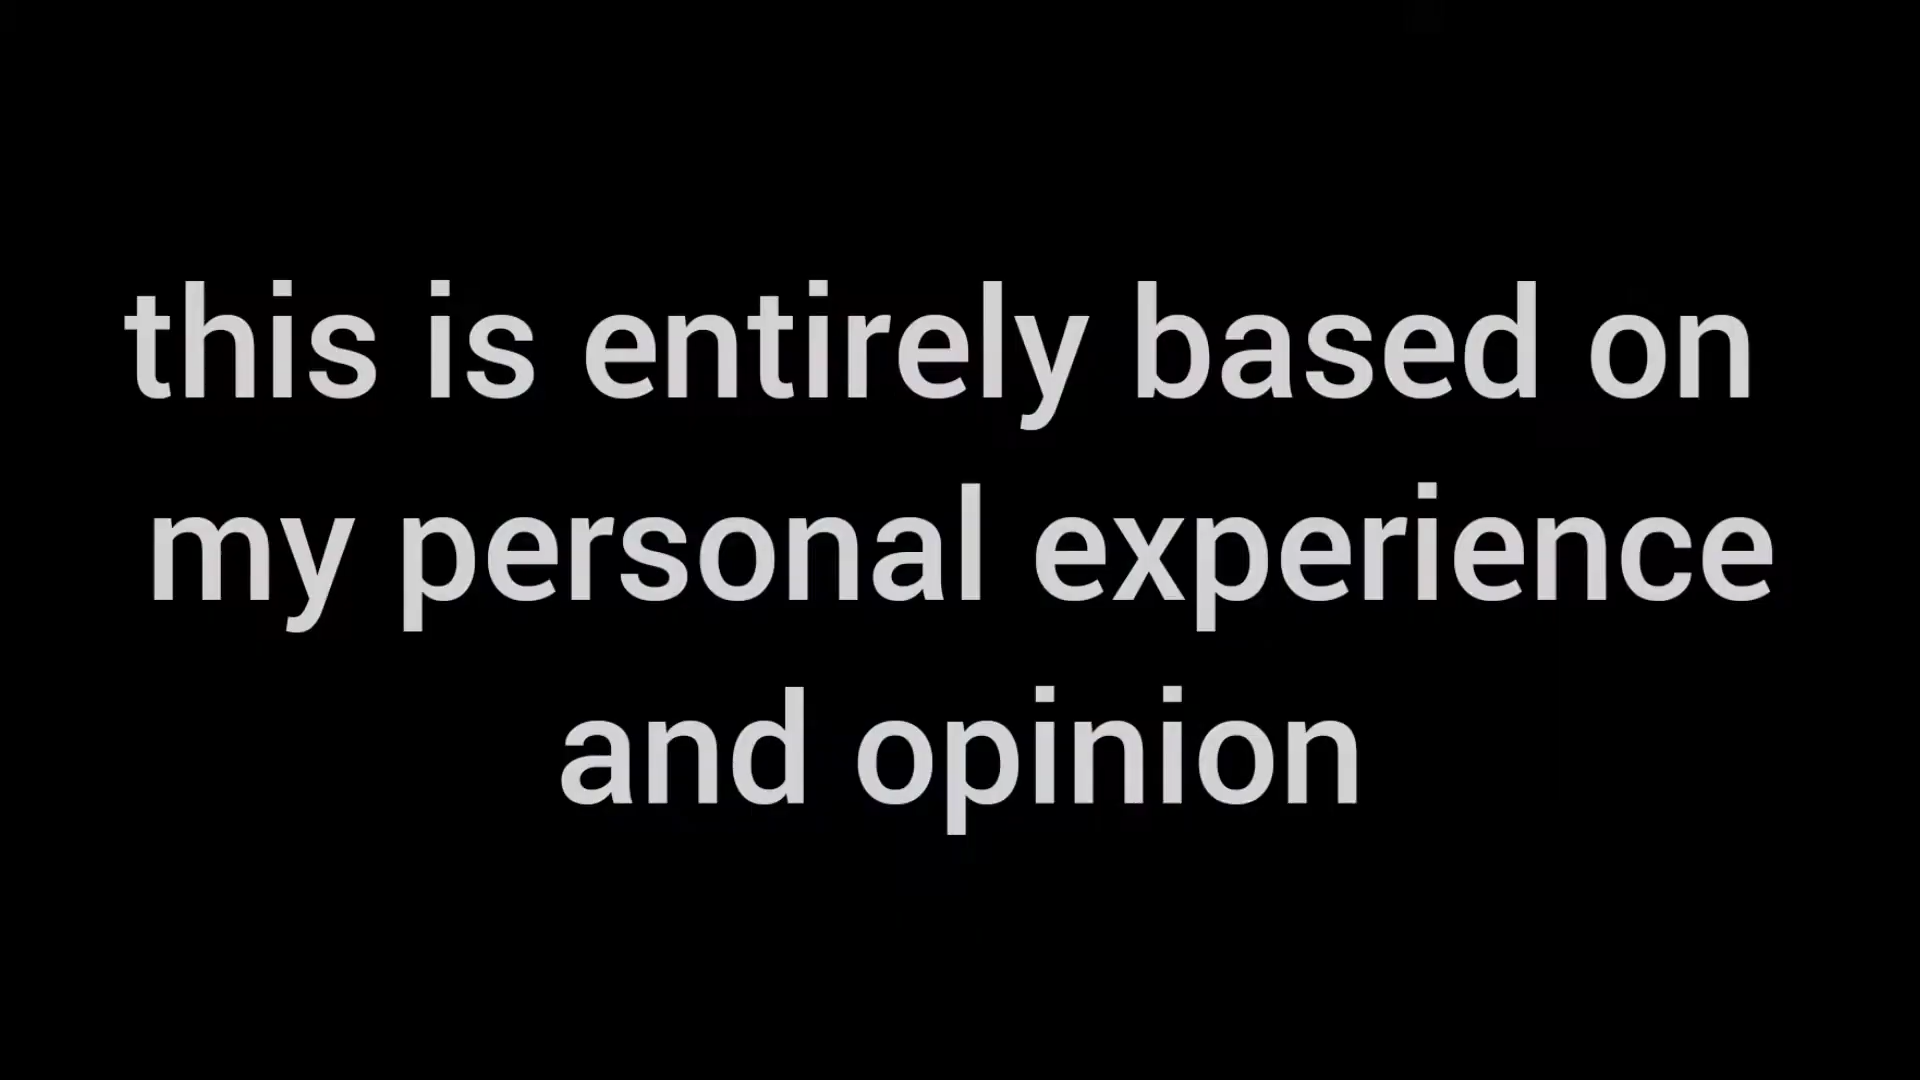 this is entirely based on
my personal experience
and opinion